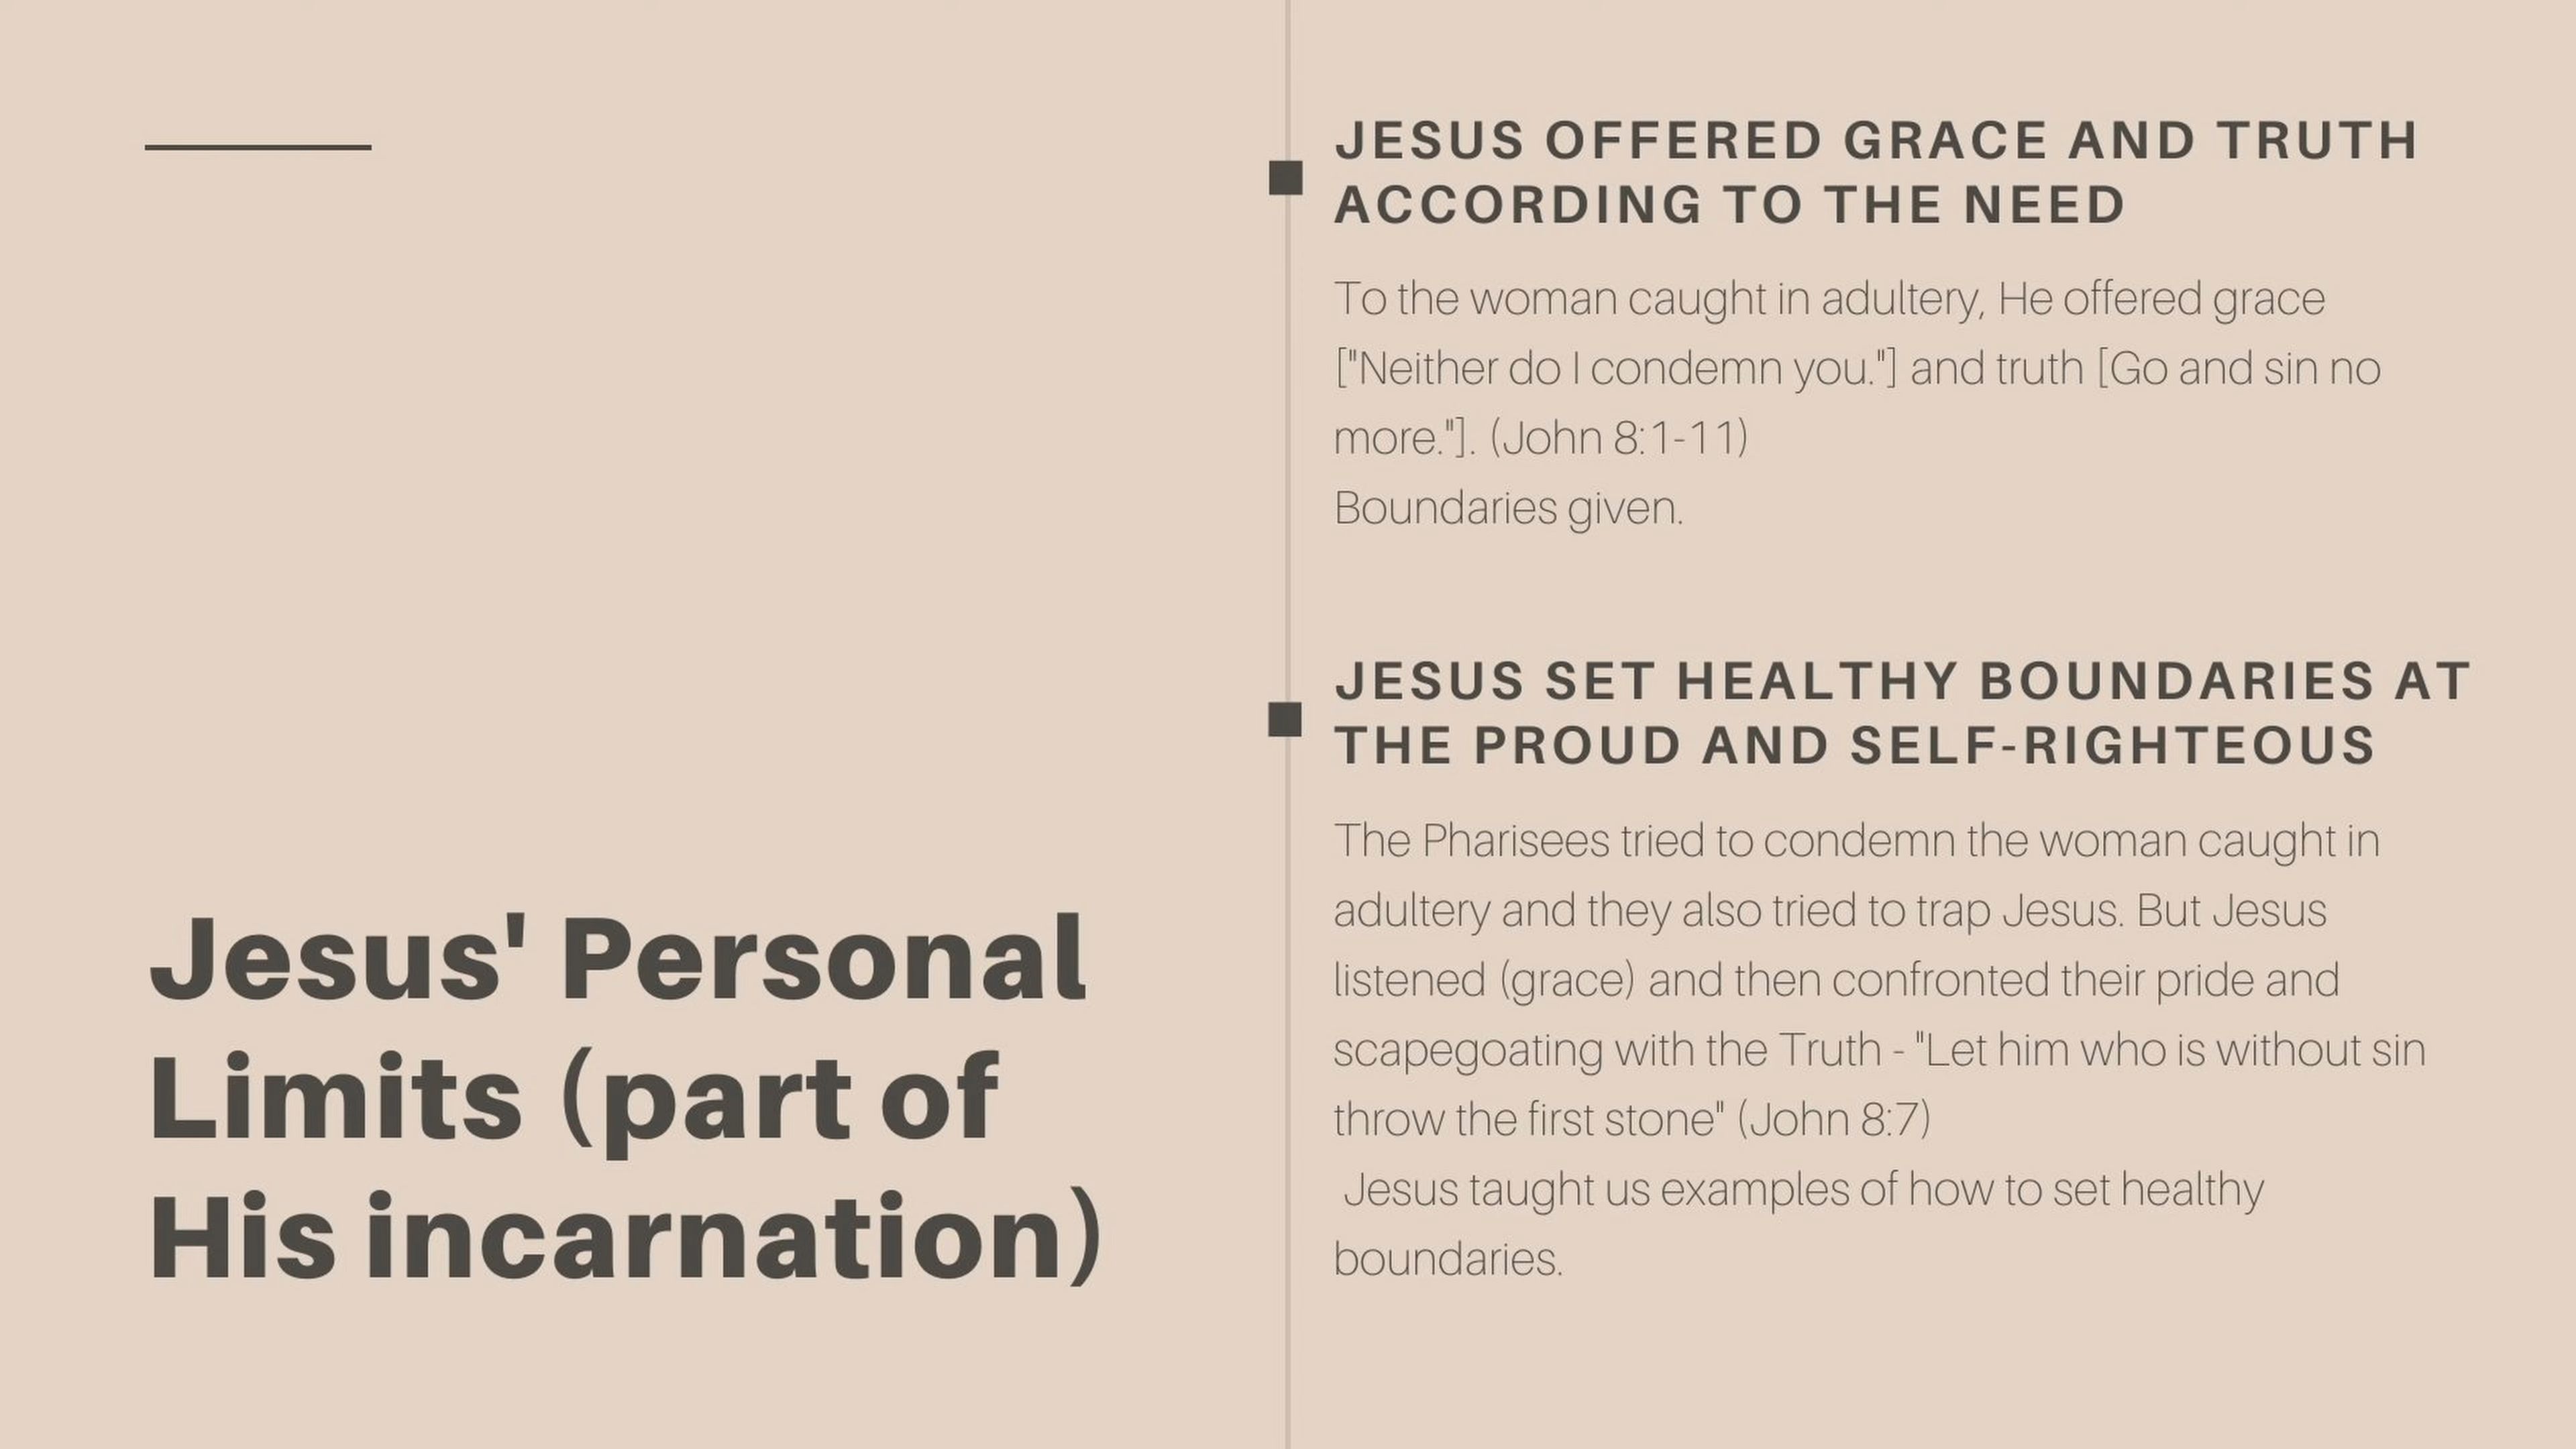 JESUS OFFERED GRACE AND TRUTH
ACCORDING TO THE NEED
To the woman caught in adultery, He offered grace
["Neither do I condemn you."] and truth [Go and sin no
more."]. (John 8:1-11)
Boundaries given.
JESUS SET HEALTHY BOUNDARIES AT
THE PROUD AND SELF-RIGHTEOUS
The Pharisees tried to condemn the woman caught in
adultery and they also tried to trap Jesus. But Jesus
listened (grace) and then confronted their pride and
scapegoating with the Truth - "Let him who is without sin
throw the first stone" (John 8:7)
Jesus taught us examples of how to set healthy
boundaries.
Jesus' Personal
Limits (part of
His incarnation)